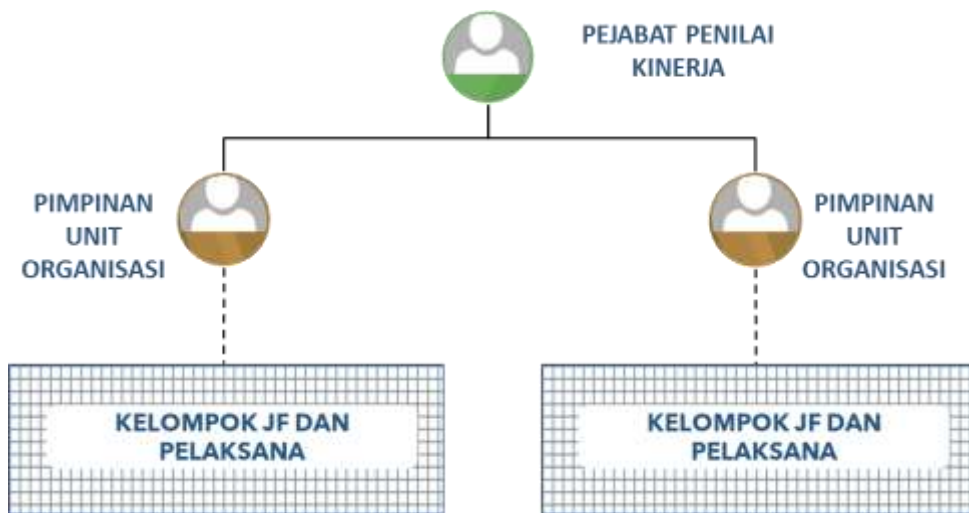 PEJABAT PENILAI
KINERJA
PIMPINAN
UNIT
ORGANISASI
PIMPINAN
UNIT
ORGANISASI
KELOMPOK JF DAN
PELAKSANA
KELOMPOK JF DAN
PELAKSANA